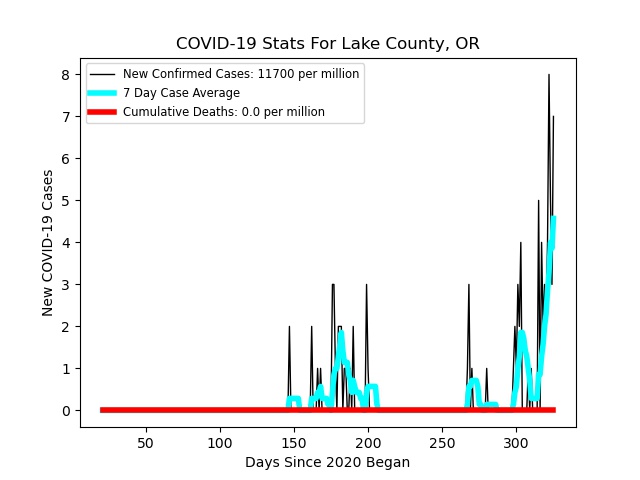 COVID-19 Stats For Lake County, OR
New Confirmed Cases: 11700 per million
7 Day Case Average
Cumulative Deaths: 0.0 per million
New COVID-19 Cases
8
7
6
5
4
3
2
1
0
50 100 150 200 250 300
Days Since 2020 Began